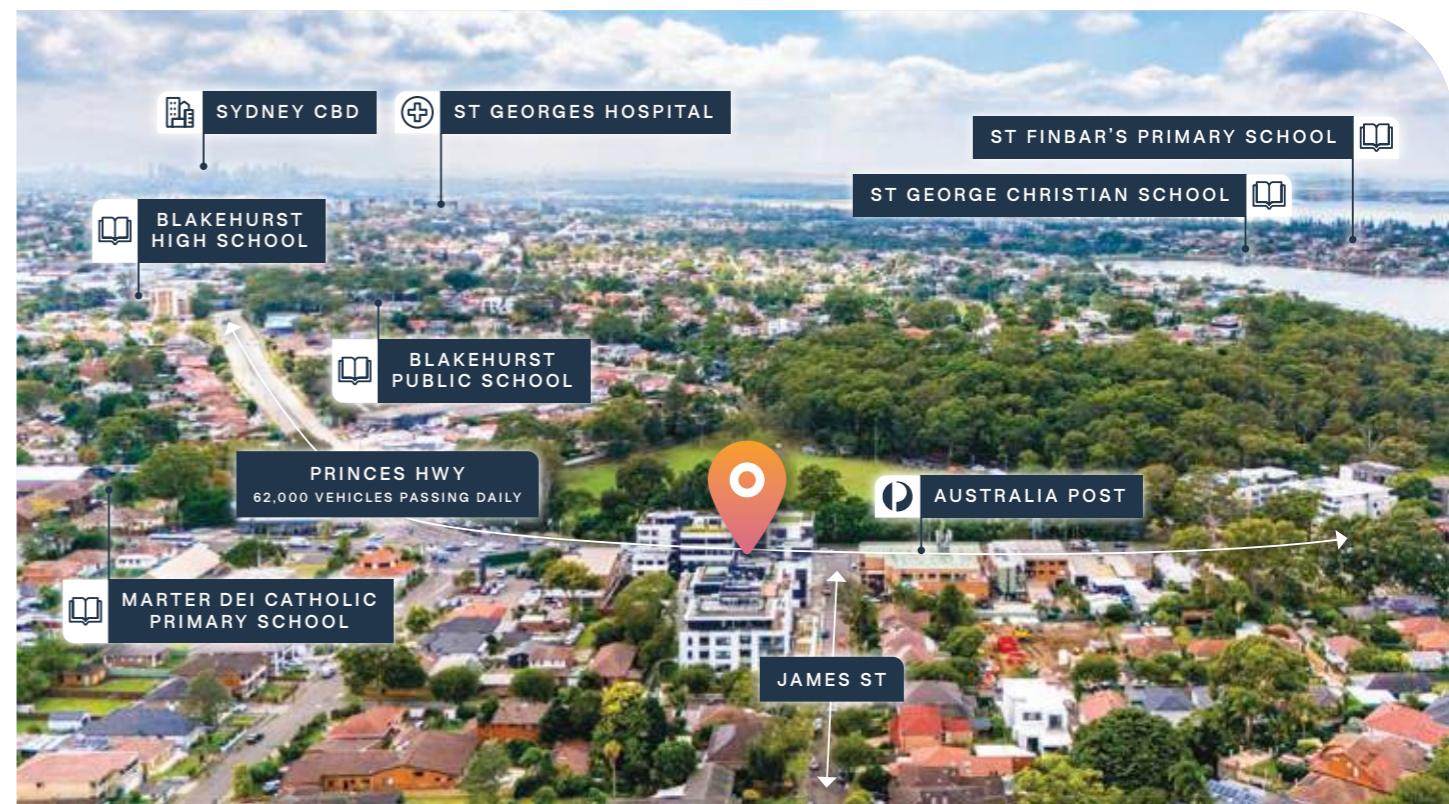 SYDNEY CBD
ST GEORGES HOSPITAL
ST FINBAR'S PRIMARY SCHOOL
ST GEORGE CHRISTIAN SCHOOL
BLAKEHURST
HIGH SCHOOL
BLAKEHURST
PUBLIC SCHOOL
PRINCES HWY
62,000 VEHICLES PASSING DAILY
AUSTRALIA POST
MARTER DEI CATHOLIC
PRIMARY SCHOOL
JAMES ST